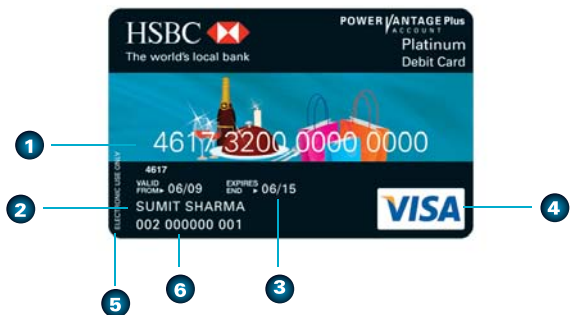 HSBC
The world's local bank
POWERVANTAGE Plus
ACCOUNT
Platinum
Debit Card
1
4617 3200 0000 0000
4617
VALID FROM▸ 06/09 EXPIRES END ▸ 06/15
2
SUMIT SHARMA
002 000000 001
VISA
4
ELECTRONIC USE ONLY
5
6
3